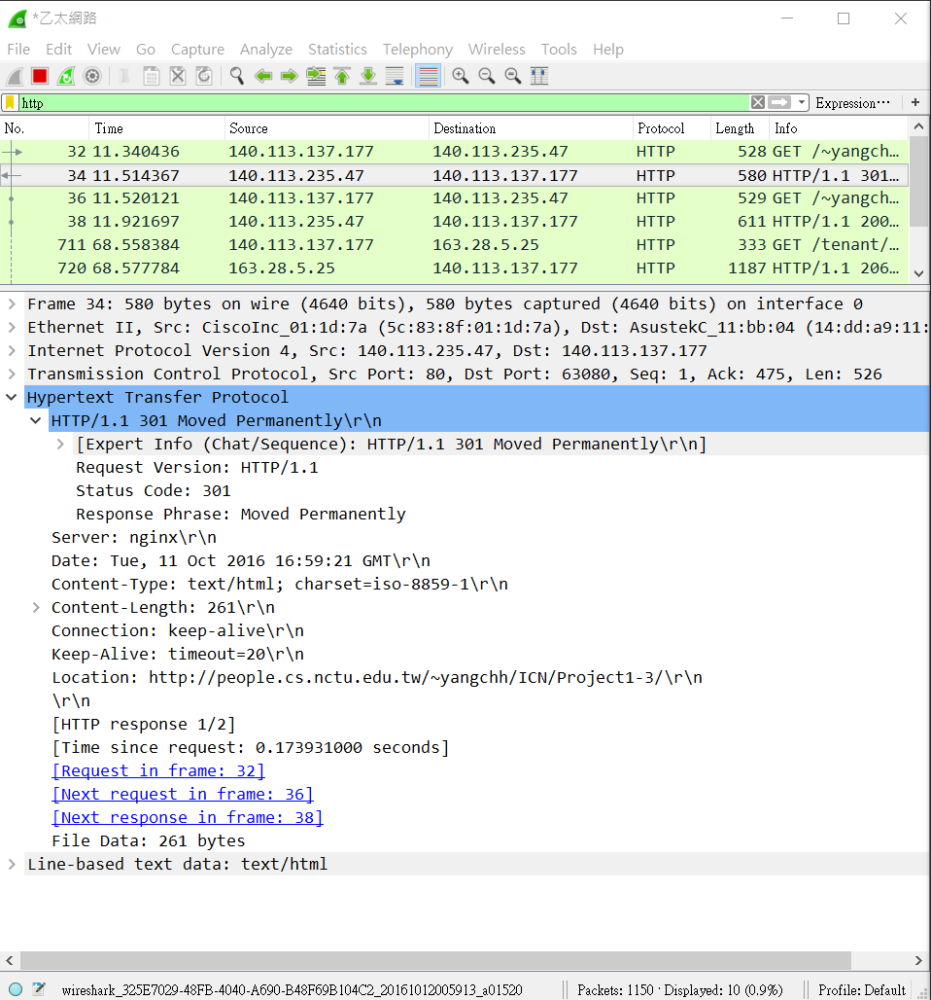 *乙太網路
File Edit View Go Capture Analyze Statistics Telephony Wireless Tools Help
http Expression…
No. Time Source Destination Protocol Length Info
32 11.340436 140.113.137.177 140.113.235.47 HTTP 528 GET /~yangch…
34 11.514367 140.113.235.47 140.113.137.177 HTTP 580 HTTP/1.1 301…
36 11.520121 140.113.137.177 140.113.235.47 HTTP 529 GET /~yangch…
38 11.921697 140.113.235.47 140.113.137.177 HTTP 611 HTTP/1.1 200…
711 68.558384 140.113.137.177 163.28.5.25 HTTP 333 GET /tenant/…
720 68.577784 163.28.5.25 140.113.137.177 HTTP 1187 HTTP/1.1 206…
Frame 34: 580 bytes on wire (4640 bits), 580 bytes captured (4640 bits) on interface 0
Ethernet II, Src: CiscoInc_01:1d:7a (5c:83:8f:01:1d:7a), Dst: AsustekC_11:bb:04 (14:dd:a9:11:
Internet Protocol Version 4, Src: 140.113.235.47, Dst: 140.113.137.177
Transmission Control Protocol, Src Port: 80, Dst Port: 63080, Seq: 1, Ack: 475, Len: 526
Hypertext Transfer Protocol
HTTP/1.1 301 Moved Permanently\r\n
[Expert Info (Chat/Sequence): HTTP/1.1 301 Moved Permanently\r\n]
Request Version: HTTP/1.1
Status Code: 301
Response Phrase: Moved Permanently
Server: nginx\r\n
Date: Tue, 11 Oct 2016 16:59:21 GMT\r\n
Content-Type: text/html; charset=iso-8859-1\r\n
Content-Length: 261\r\n
Connection: keep-alive\r\n
Keep-Alive: timeout=20\r\n
Location: http://people.cs.nctu.edu.tw/~yangchh/ICN/Project1-3/\r\n
\r\n
[HTTP response 1/2]
[Time since request: 0.173931000 seconds]
[Request in frame: 32]
[Next request in frame: 36]
[Next response in frame: 38]
File Data: 261 bytes
Line-based text data: text/html
wireshark_325E7029-48FB-4040-A690-B48F69B104C2_20161012005913_a01520 Packets: 1150 · Displayed: 10 (0.9%) Profile: Default